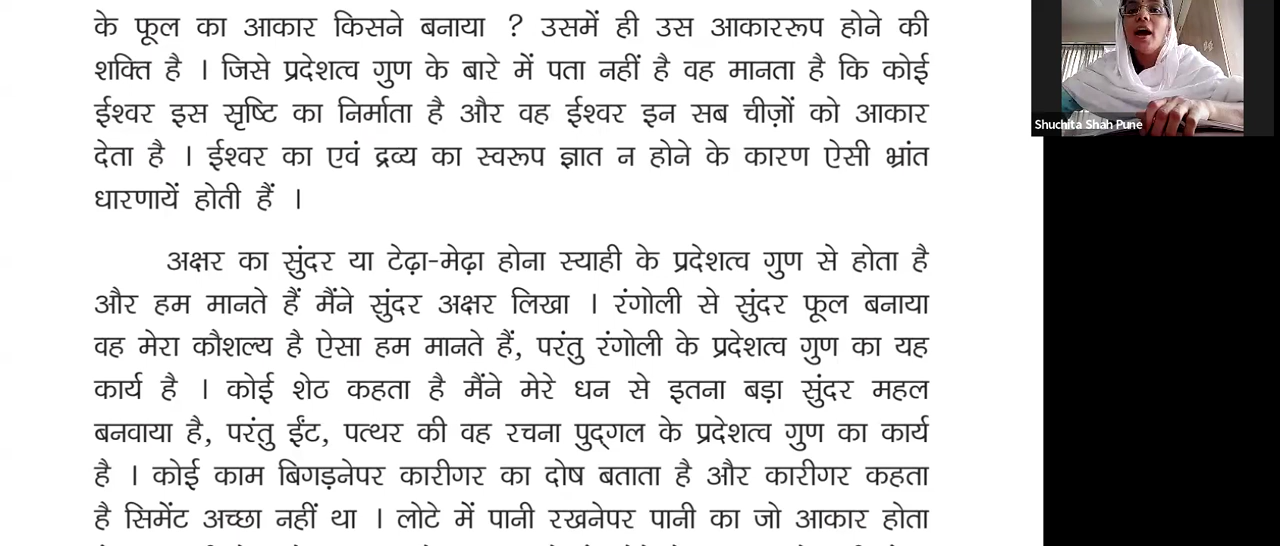 के फूल का आकार किसने बनाया ? उसमें ही उस आकाररूप होने की
शक्ति है । जिसे प्रदेशत्व गुण के बारे में पता नहीं है वह मानता है कि कोई
ईश्वर इस सृष्टि का निर्माता है और वह ईश्वर इन सब चीज़ों को आकार
देता है । ईश्वर का एवं द्रव्य का स्वरूप ज्ञात न होने के कारण ऐसी भ्रांत
धारणायें होती हैं ।
अक्षर का सुंदर या टेढ़ा-मेढ़ा होना स्याही के प्रदेशत्व गुण से होता है
और हम मानते हैं मैंने सुंदर अक्षर लिखा । रंगोली से सुंदर फूल बनाया
वह मेरा कौशल्य है ऐसा हम मानते हैं, परंतु रंगोली के प्रदेशत्व गुण का यह
कार्य है । कोई शेठ कहता है मैंने मेरे धन से इतना बड़ा सुंदर महल
बनवाया है, परंतु ईंट, पत्थर की वह रचना पुद्गल के प्रदेशत्व गुण का कार्य
है । कोई काम बिगड़नेपर कारीगर का दोष बताता है और कारीगर कहता
है सिमेंट अच्छा नहीं था । लोटे में पानी रखनेपर पानी का जो आकार होता
Shuchita Shah Pune